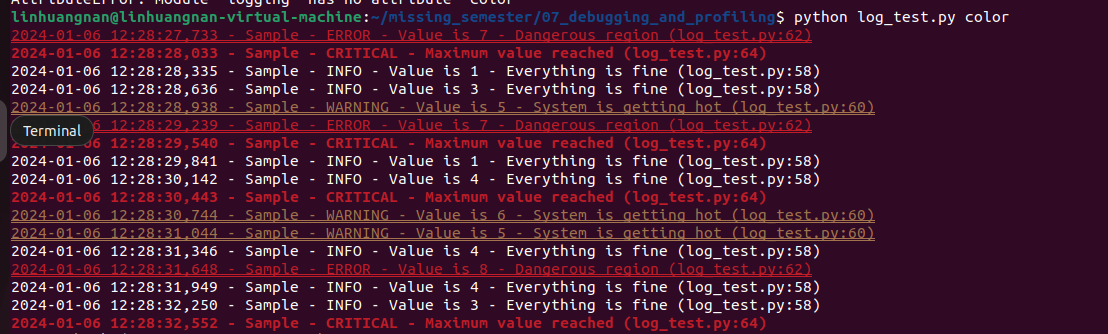 AttributeError: module 'logging' has no attribute 'Color'
linhuangnan@linhuangnan-virtual-machine:~/missing_semester/07_debugging_and_profiling$ python log_test.py color
2024-01-06 12:28:27,733 - Sample - ERROR - Value is 7 - Dangerous region (log_test.py:62)
2024-01-06 12:28:28,033 - Sample - CRITICAL - Maximum value reached (log_test.py:64)
2024-01-06 12:28:28,335 - Sample - INFO - Value is 1 - Everything is fine (log_test.py:58)
2024-01-06 12:28:28,636 - Sample - INFO - Value is 3 - Everything is fine (log_test.py:58)
2024-01-06 12:28:28,938 - Sample - WARNING - Value is 5 - System is getting hot (log_test.py:60)
12:28:29,239 - Sample - ERROR - Value is 7 - Dangerous region (log_test.py:62)
Terminal
12:28:29,540 - Sample - CRITICAL - Maximum value reached (log_test.py:64)
2024-01-06 12:28:29,841 - Sample - INFO - Value is 1 - Everything is fine (log_test.py:58)
2024-01-06 12:28:30,142 - Sample - INFO - Value is 4 - Everything is fine (log_test.py:58)
2024-01-06 12:28:30,443 - Sample - CRITICAL - Maximum value reached (log_test.py:64)
2024-01-06 12:28:30,744 - Sample - WARNING - Value is 6 - System is getting hot (log_test.py:60)
2024-01-06 12:28:31,044 - Sample - WARNING - Value is 5 - System is getting hot (log_test.py:60)
2024-01-06 12:28:31,346 - Sample - INFO - Value is 4 - Everything is fine (log_test.py:58)
2024-01-06 12:28:31,648 - Sample - ERROR - Value is 8 - Dangerous region (log_test.py:62)
2024-01-06 12:28:31,949 - Sample - INFO - Value is 4 - Everything is fine (log_test.py:58)
2024-01-06 12:28:32,250 - Sample - INFO - Value is 3 - Everything is fine (log_test.py:58)
2024-01-06 12:28:32,552 - Sample - CRITICAL - Maximum value reached (log_test.py:64)